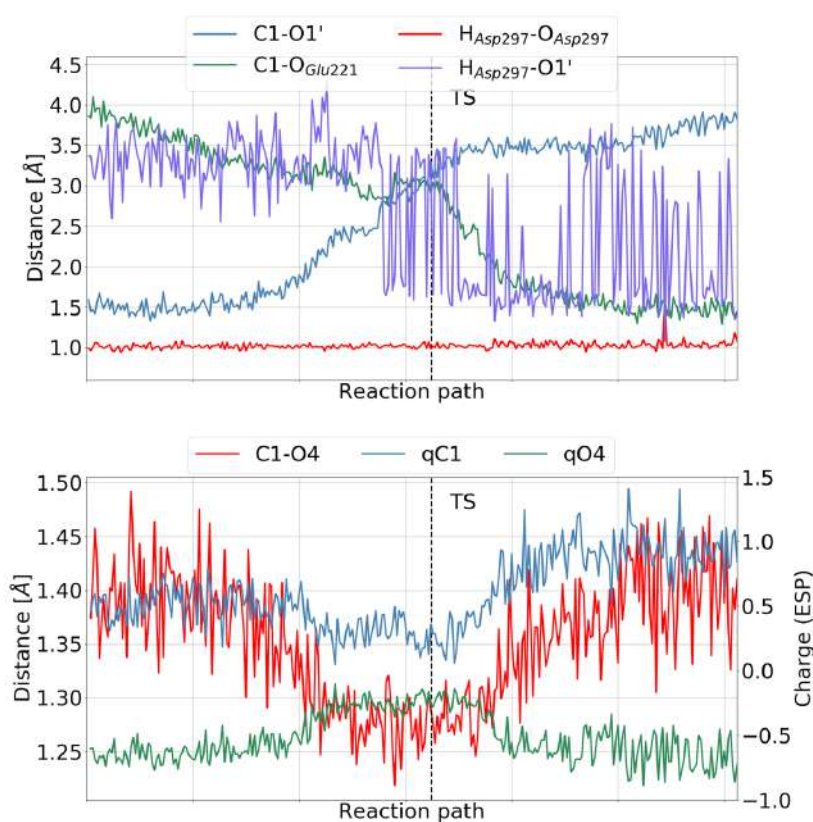 C1-O1' H_Asp297-O_Asp297
C1-O_Glu221 H_Asp297-O1'
TS
4.5
4.0
3.5
3.0
2.5
2.0
1.5
1.0
Distance [Å]
Reaction path
C1-O4 qC1 qO4
TS
1.50
1.45
1.40
1.35
1.30
1.25
Distance [Å]
1.5
1.0
0.5
0.0
−0.5
−1.0
Charge (ESP)
Reaction path